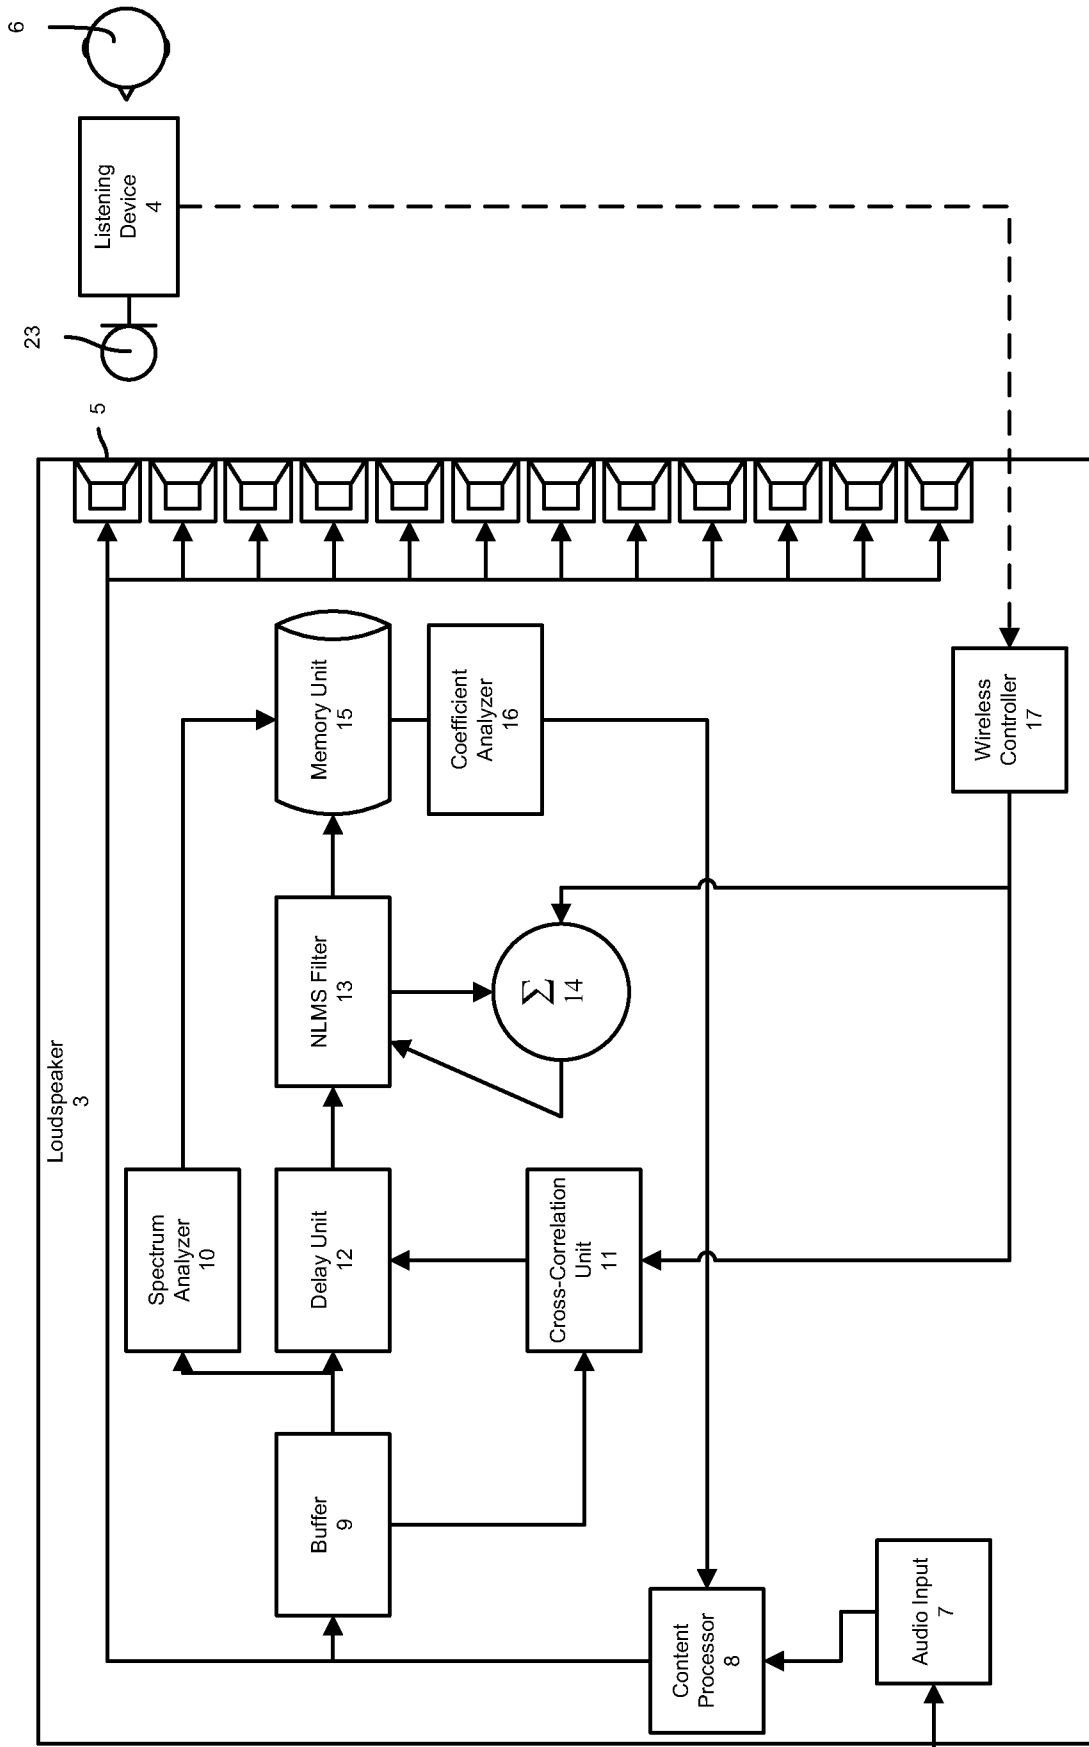 Loudspeaker
3
Audio Input
7
Content
Processor
8
Buffer
9
Spectrum
Analyzer
10
Delay Unit
12
Cross-Correlation
Unit
11
NLMS Filter
13
Σ
14
Memory Unit
15
Coefficient
Analyzer
16
Wireless
Controller
17
5
23
Listening
Device
4
6